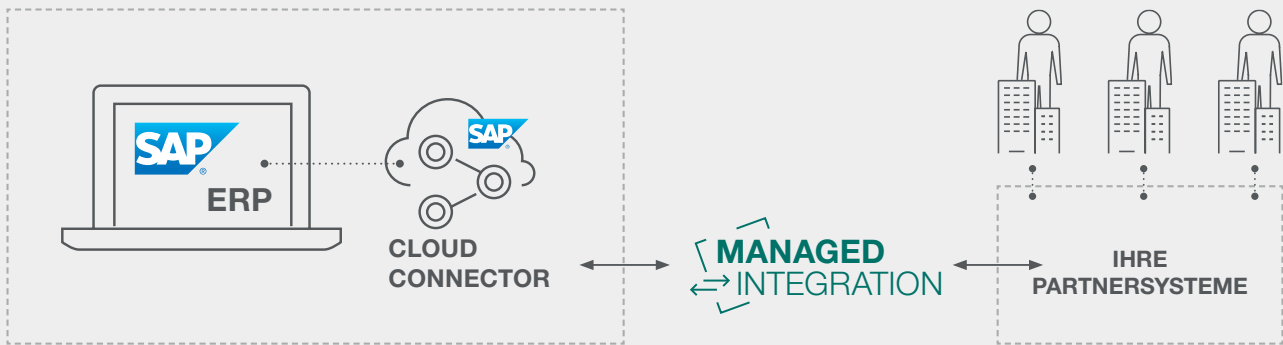 SAP
ERP
SAP
CLOUD
CONNECTOR
MANAGED
INTEGRATION
IHRE
PARTNERSYSTEME